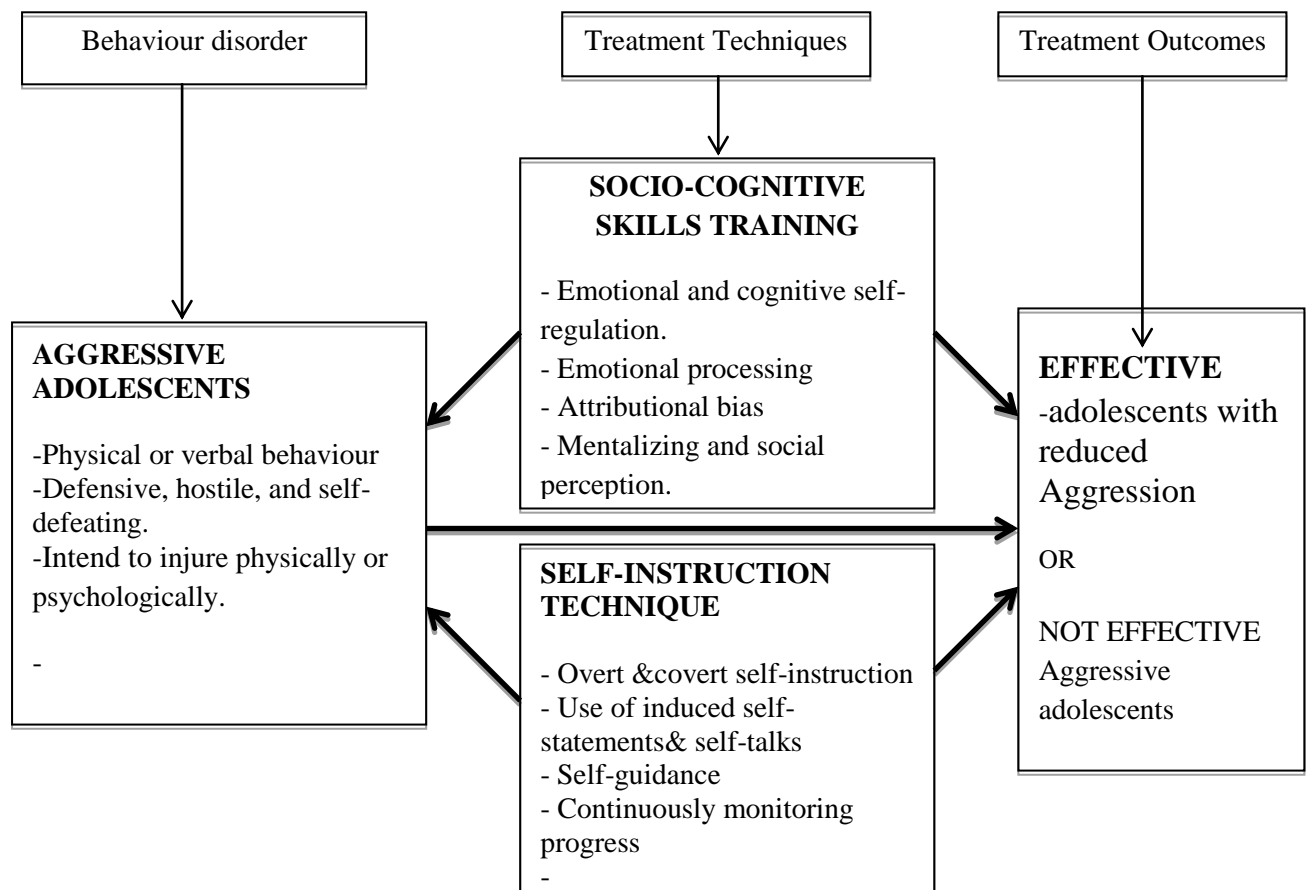 Behaviour disorder
Treatment Techniques
Treatment Outcomes
SOCIO-COGNITIVE
SKILLS TRAINING
- Emotional and cognitive self-
regulation.
- Emotional processing
- Attributional bias
- Mentalizing and social
perception.
AGGRESSIVE
ADOLESCENTS
-Physical or verbal behaviour
-Defensive, hostile, and self-
defeating.
-Intend to injure physically or
psychologically.
-
SELF-INSTRUCTION
TECHNIQUE
- Overt &covert self-instruction
- Use of induced self-
statements& self-talks
- Self-guidance
- Continuously monitoring
progress
-
EFFECTIVE
-adolescents with
reduced
Aggression
OR
NOT EFFECTIVE
Aggressive
adolescents